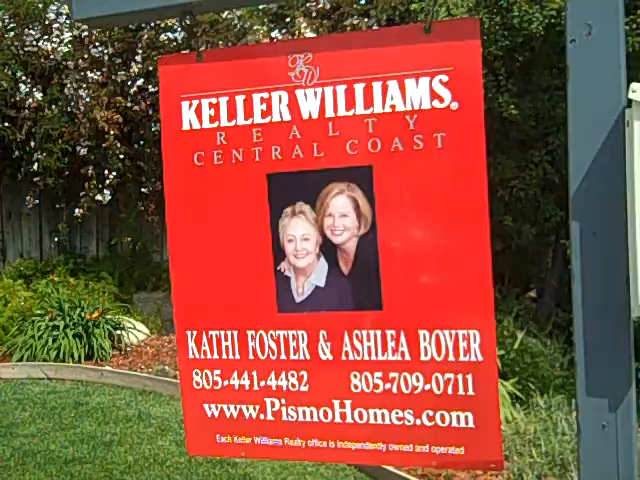 KW
KELLER WILLIAMS®
REALTY
CENTRAL COAST
KATHI FOSTER & ASHLEA BOYER
805-441-4482 805-709-0711
www.PismoHomes.com
Each Keller Williams Realty office is independently owned and operated